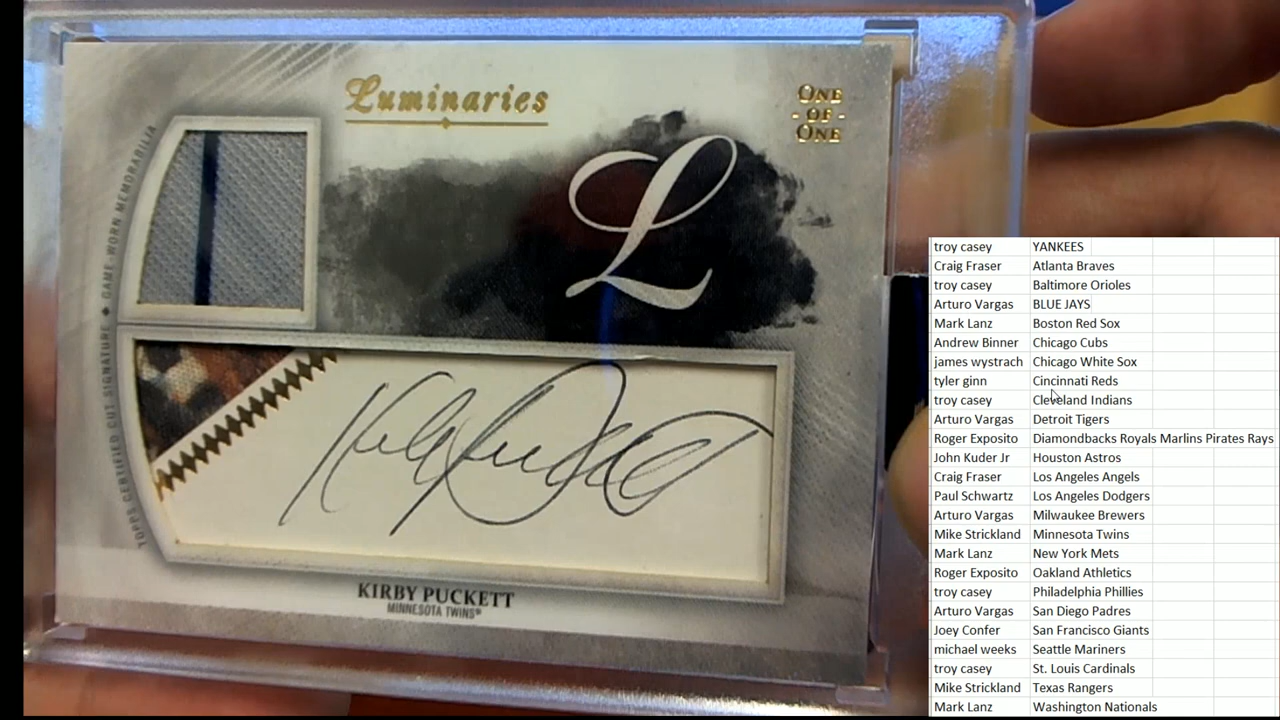 Luminaries
ONE
- OF -
ONE
L
TOPPS CERTIFIED CUT SIGNATURE ◆ GAME WORN MEMORABILIA
Kirby Puckett
KIRBY PUCKETT
MINNESOTA TWINS®
troy casey YANKEES
Craig Fraser Atlanta Braves
troy casey Baltimore Orioles
Arturo Vargas BLUE JAYS
Mark Lanz Boston Red Sox
Andrew Binner Chicago Cubs
james wystrach Chicago White Sox
tyler ginn Cincinnati Reds
troy casey Cleveland Indians
Arturo Vargas Detroit Tigers
Roger Exposito Diamondbacks Royals Marlins Pirates Rays
John Kuder Jr Houston Astros
Craig Fraser Los Angeles Angels
Paul Schwartz Los Angeles Dodgers
Arturo Vargas Milwaukee Brewers
Mike Strickland Minnesota Twins
Mark Lanz New York Mets
Roger Exposito Oakland Athletics
troy casey Philadelphia Phillies
Arturo Vargas San Diego Padres
Joey Confer San Francisco Giants
michael weeks Seattle Mariners
troy casey St. Louis Cardinals
Mike Strickland Texas Rangers
Mark Lanz Washington Nationals